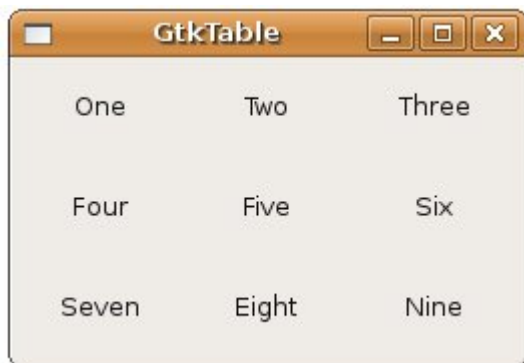 GtkTable
One Two Three
Four Five Six
Seven Eight Nine